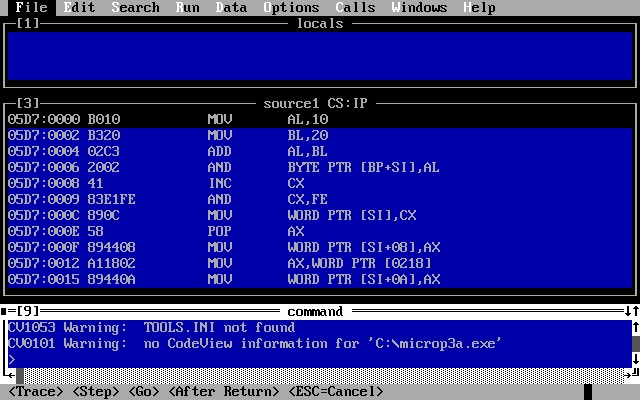 File Edit Search Run Data Options Calls Windows Help
[1] locals
[3] source1 CS:IP
05D7:0000 B010 MOV AL,10
05D7:0002 B320 MOV BL,20
05D7:0004 02C3 ADD AL,BL
05D7:0006 2002 AND BYTE PTR [BP+SI],AL
05D7:0008 41 INC CX
05D7:0009 83E1FE AND CX,FE
05D7:000C 890C MOV WORD PTR [SI],CX
05D7:000E 58 POP AX
05D7:000F 894408 MOV WORD PTR [SI+08],AX
05D7:0012 A11802 MOV AX,WORD PTR [0218]
05D7:0015 89440A MOV WORD PTR [SI+0A],AX
[9] command
CV1053 Warning: TOOLS.INI not found
CV0101 Warning: no CodeView information for 'C:\microp3a.exe'
>
<Trace> <Step> <Go> <After Return> <ESC=Cancel>